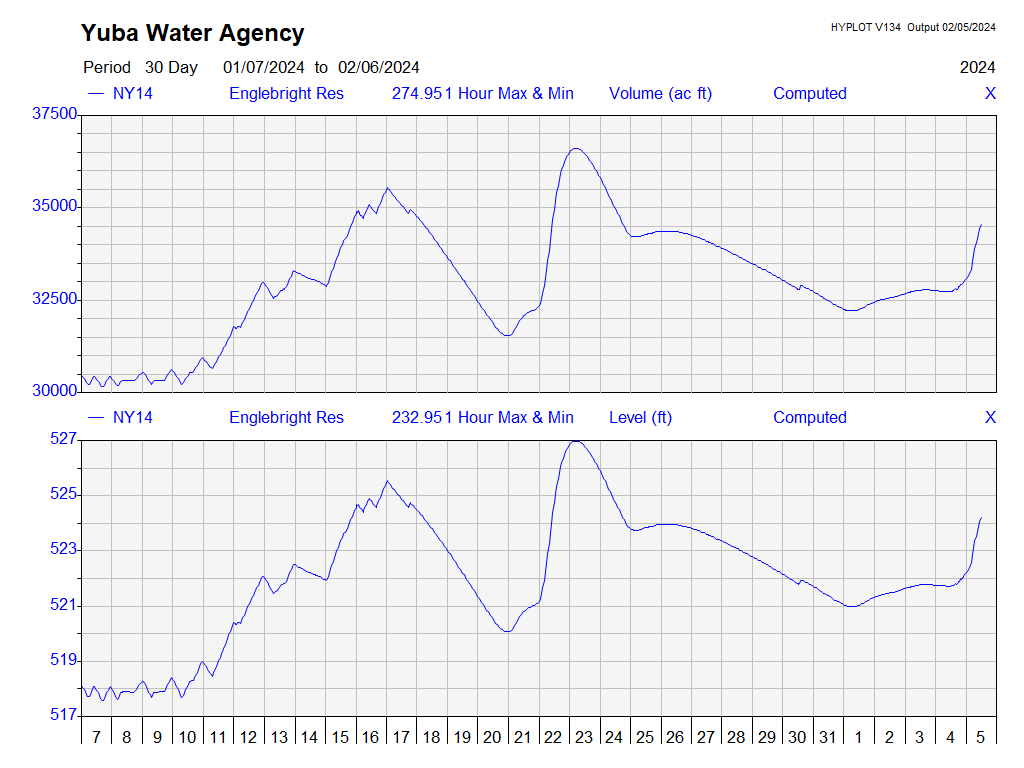 Yuba Water Agency
HYPLOT V134 Output 02/05/2024
Period 30 Day 01/07/2024 to 02/06/2024 2024
NY14 Englebright Res 274.951 Hour Max & Min Volume (ac ft) Computed X
37500
35000
32500
30000
NY14 Englebright Res 232.951 Hour Max & Min Level (ft) Computed X
527
525
523
521
519
517
7 8 9 10 11 12 13 14 15 16 17 18 19 20 21 22 23 24 25 26 27 28 29 30 31 1 2 3 4 5